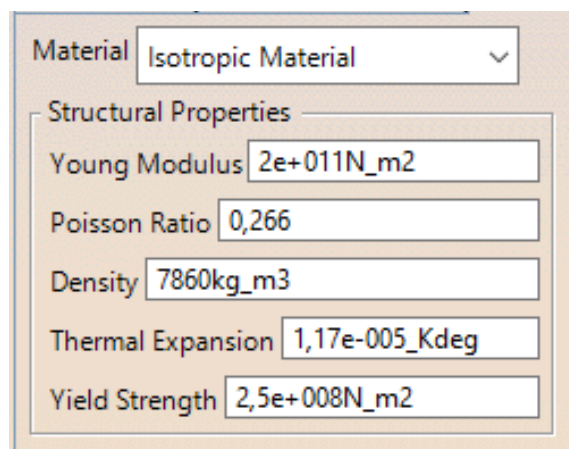 Material Isotropic Material
Structural Properties
Young Modulus 2e+011N_m2
Poisson Ratio 0,266
Density 7860kg_m3
Thermal Expansion 1,17e-005_Kdeg
Yield Strength 2,5e+008N_m2